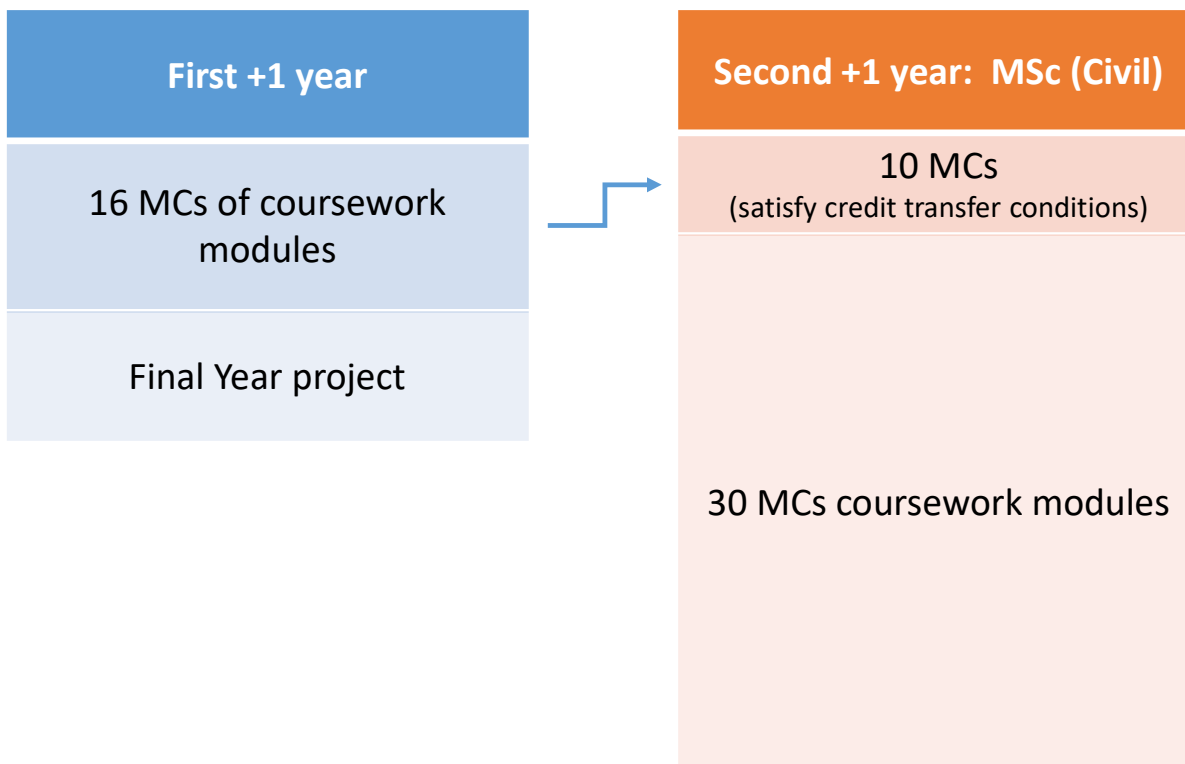 First +1 year
16 MCs of coursework
modules
Final Year project
Second +1 year: MSc (Civil)
10 MCs
(satisfy credit transfer conditions)
30 MCs coursework modules